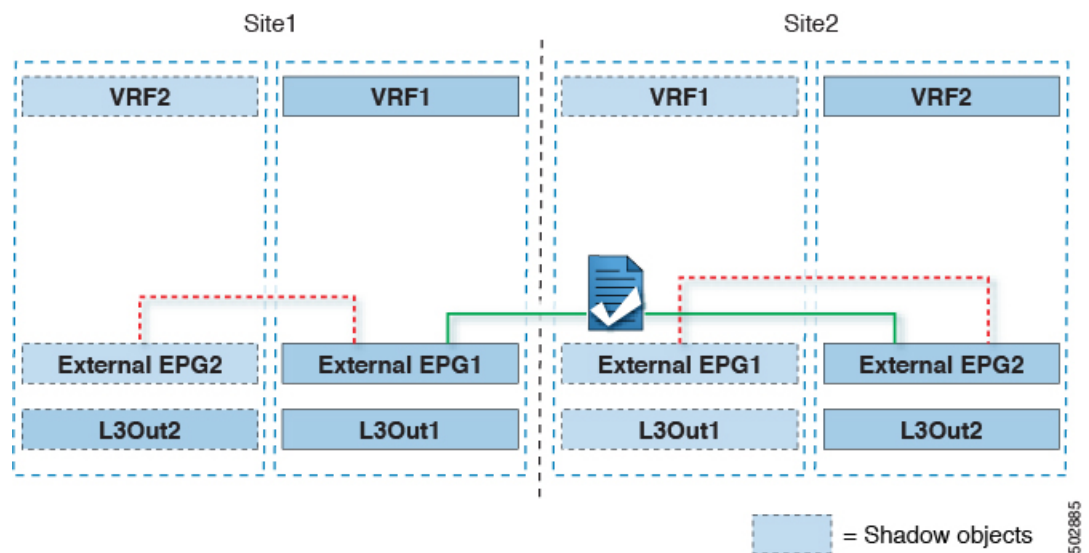 Site1 Site2
VRF2 VRF1 VRF1 VRF2
External EPG2 External EPG1 External EPG1 External EPG2
L3Out2 L3Out1 L3Out1 L3Out2
= Shadow objects
502885